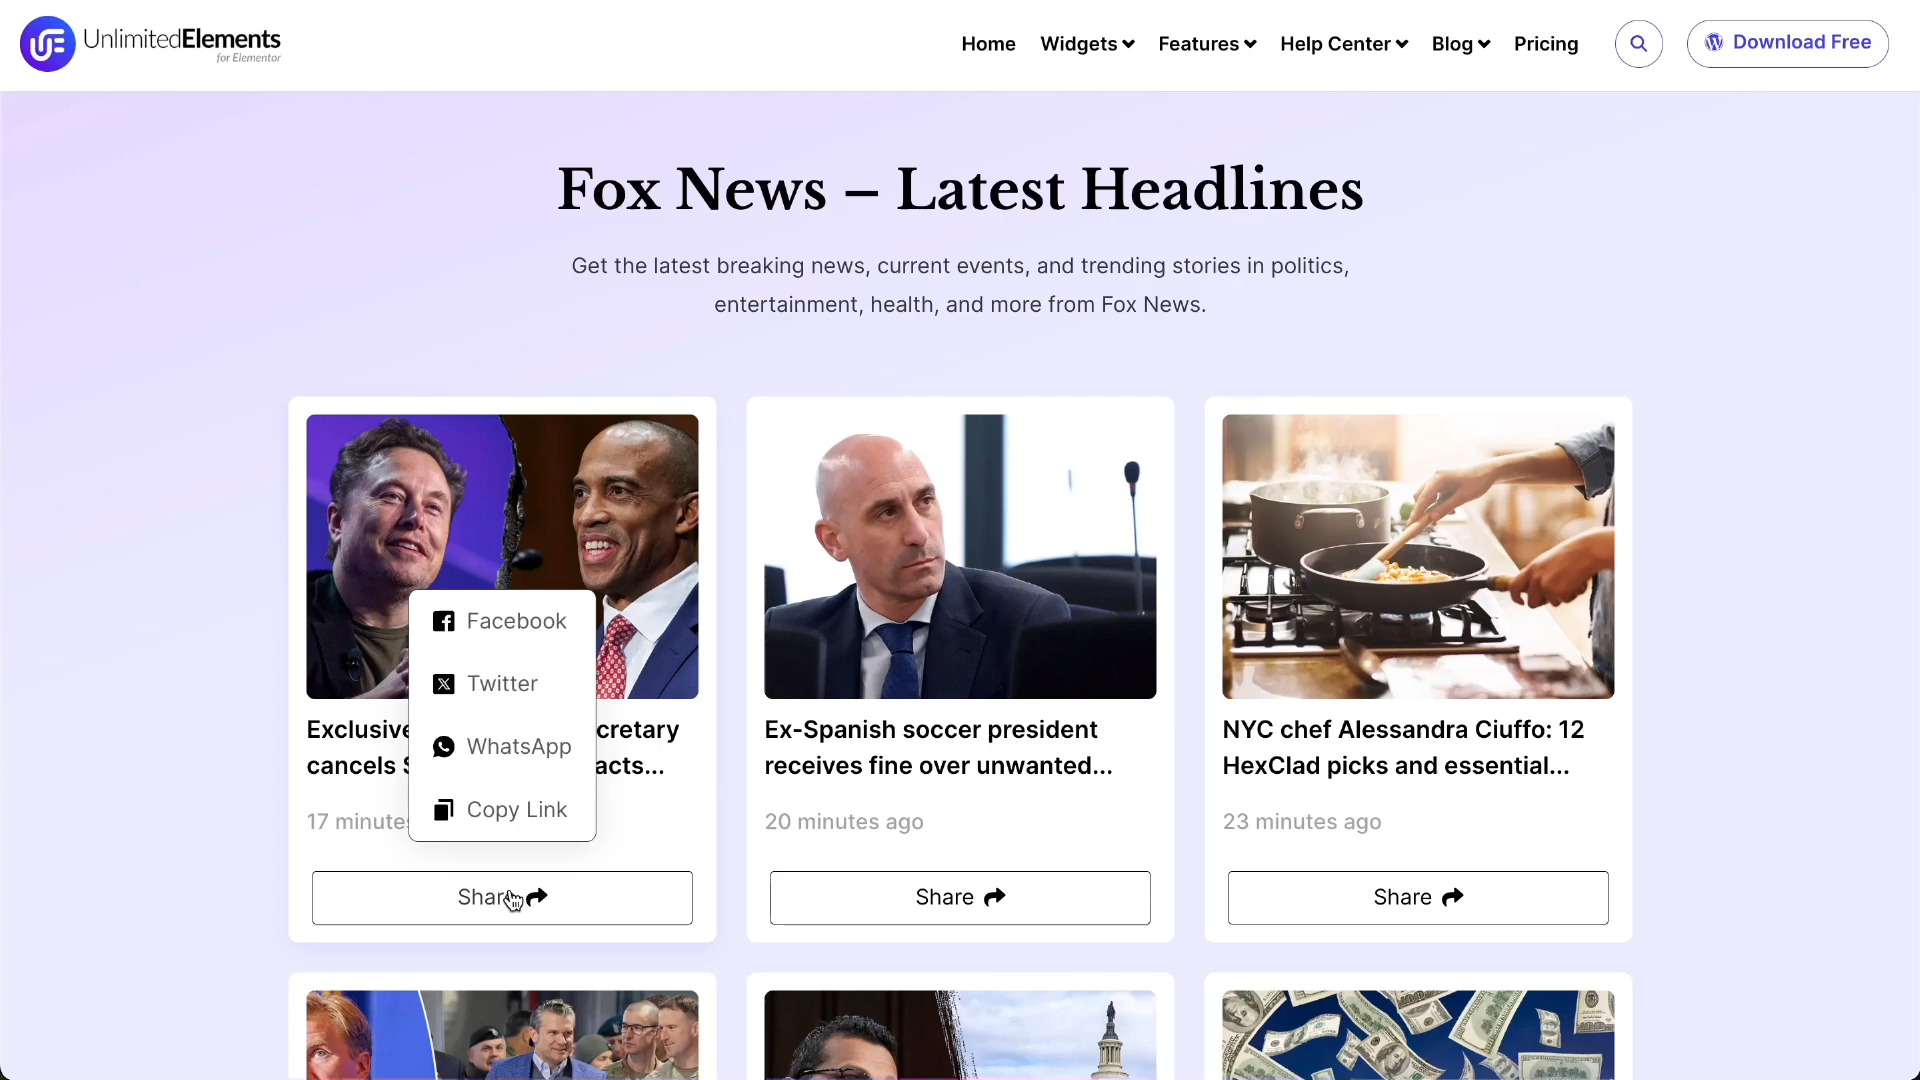 UnlimitedElements
for Elementor
Home Widgets Features Help Center Blog Pricing Download Free
Fox News – Latest Headlines
Get the latest breaking news, current events, and trending stories in politics,
entertainment, health, and more from Fox News.
Facebook
Twitter
WhatsApp
Copy Link
Exclusive cretary
cancels acts...
17 minutes
Share
Ex-Spanish soccer president
receives fine over unwanted...
20 minutes ago
Share
NYC chef Alessandra Ciuffo: 12
HexClad picks and essential...
23 minutes ago
Share